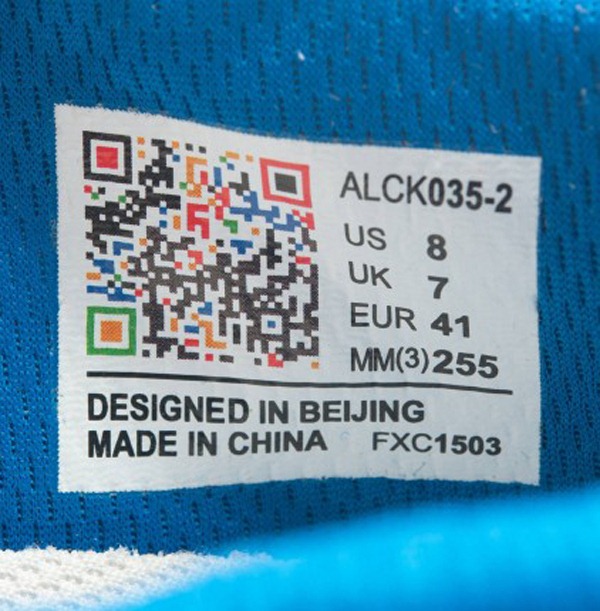 ALCK035-2
US 8
UK 7
EUR 41
MM(3) 255
DESIGNED IN BEIJING
MADE IN CHINA FXC1503